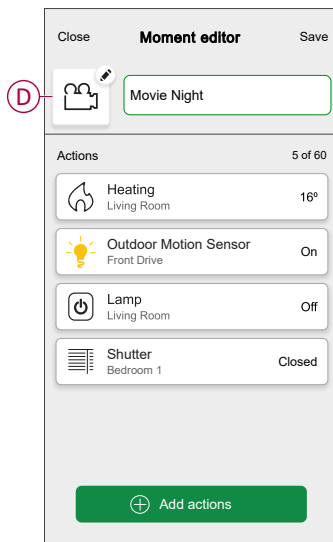 Close Moment editor Save
D
Movie Night
Actions 5 of 60
Heating
Living Room
16º
Outdoor Motion Sensor
Front Drive
On
Lamp
Living Room
Off
Shutter
Bedroom 1
Closed
Add actions